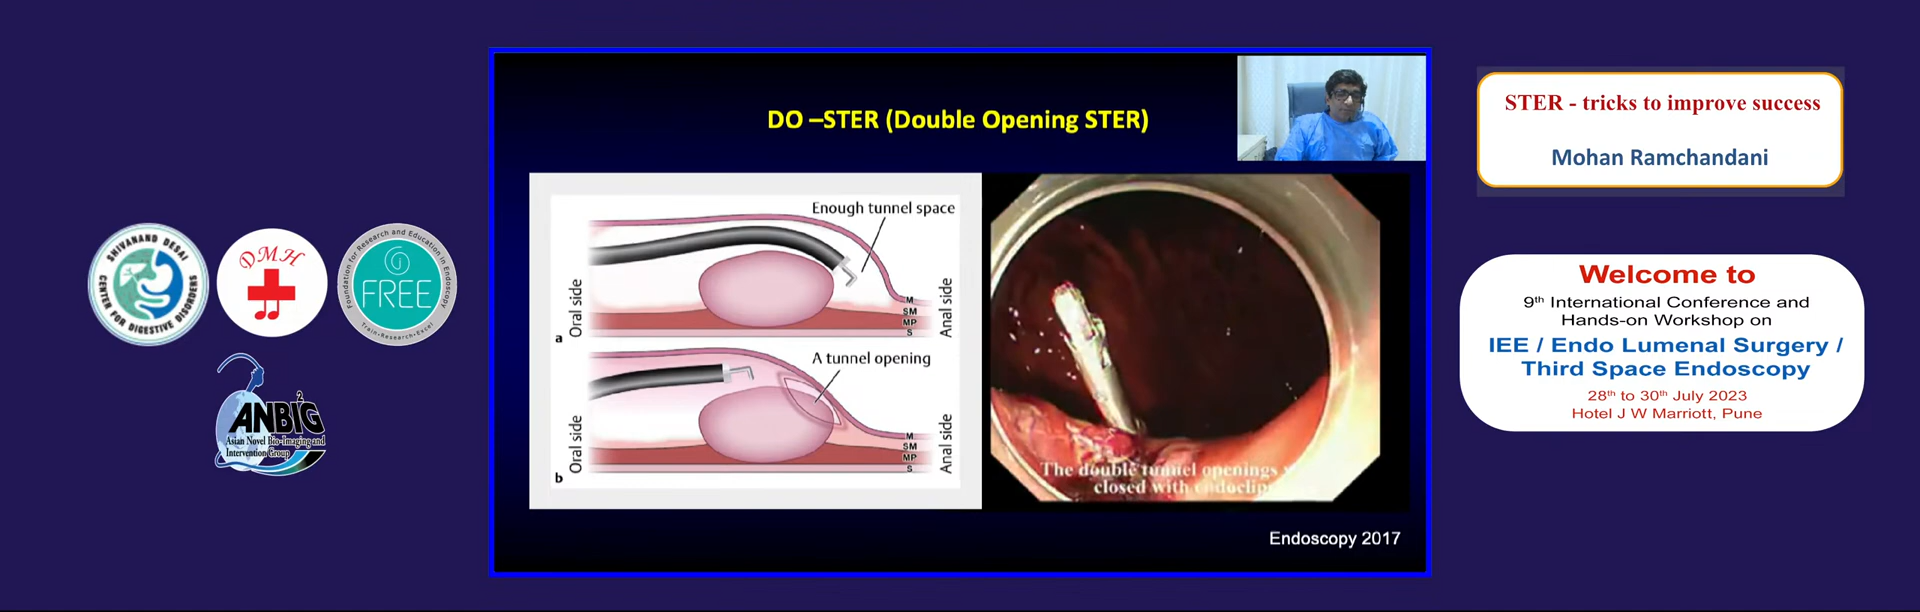 SHIVANAND DESAI
CENTER FOR DIGESTIVE DISORDERS
DMH
Foundation for Research and Education in Endoscopy
FREE
Train • Research • Excel
ANBI2G
Asian Novel Bio-Imaging and
Intervention Group
DO –STER (Double Opening STER)
Enough tunnel space
Oral side
Anal side
M
SM
MP
S
a
A tunnel opening
Oral side
Anal side
M
SM
MP
S
b
The double tunnel openings
closed with endoclip
Endoscopy 2017
STER - tricks to improve success
Mohan Ramchandani
Welcome to
9th International Conference and
Hands-on Workshop on
IEE / Endo Lumenal Surgery /
Third Space Endoscopy
28th to 30th July 2023
Hotel J W Marriott, Pune